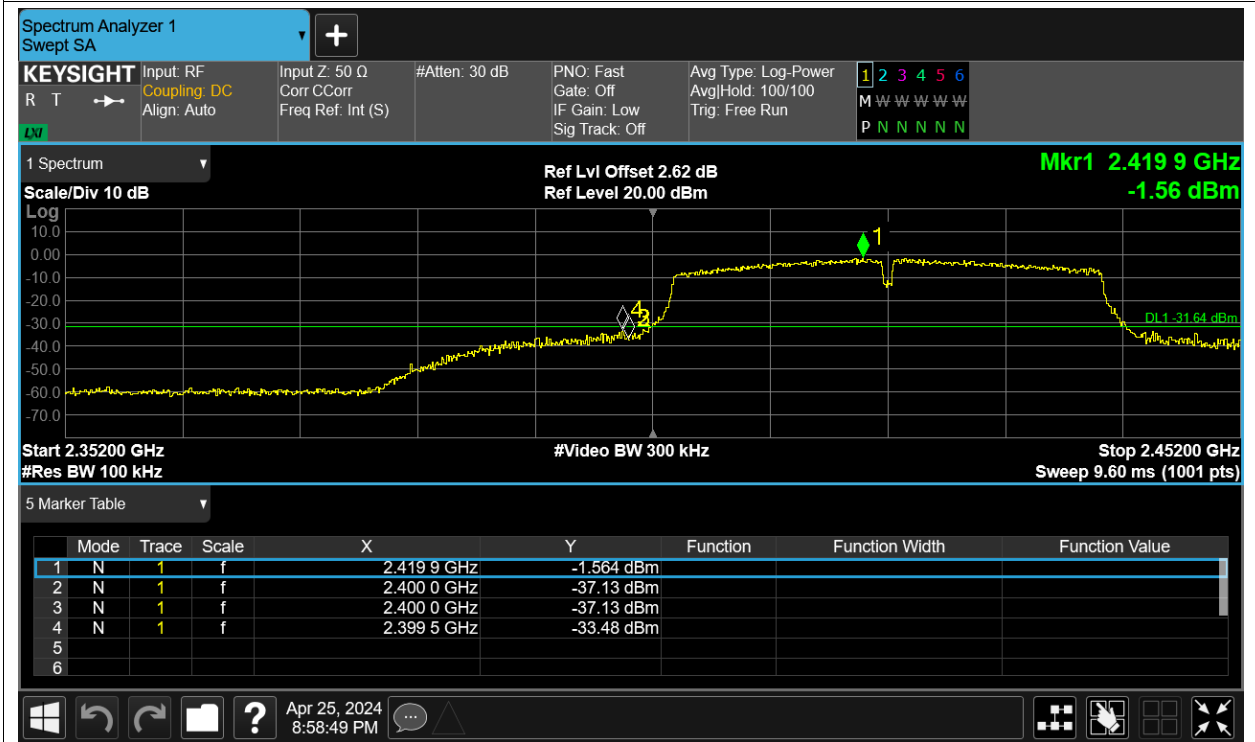 Spectrum Analyzer 1
Swept SA
KEYSIGHT Input: RF Input Z: 50 Ω #Atten: 30 dB PNO: Fast Avg Type: Log-Power 1 2 3 4 5 6
R T Coupling: DC Corr CCorr Gate: Off Avg|Hold: 100/100 M W W W W W W
Align: Auto Freq Ref: Int (S) IF Gain: Low Trig: Free Run
LXI Sig Track: Off P N N N N N N
1 Spectrum Ref Lvl Offset 2.62 dB Mkr1 2.419 9 GHz
Scale/Div 10 dB Ref Level 20.00 dBm -1.56 dBm
Log
10.0
1
0.00
-10.0
-20.0
4
-30.0 DL1 -31.64 dBm
-40.0
-50.0
-60.0
-70.0
Start 2.35200 GHz #Video BW 300 kHz Stop 2.45200 GHz
#Res BW 100 kHz Sweep 9.60 ms (1001 pts)
5 Marker Table
Mode Trace Scale X Y Function Function Width Function Value
1 N 1 f 2.419 9 GHz -1.564 dBm
2 N 1 f 2.400 0 GHz -37.13 dBm
3 N 1 f 2.400 0 GHz -37.13 dBm
4 N 1 f 2.399 5 GHz -33.48 dBm
5
6
? Apr 25, 2024
8:58:49 PM